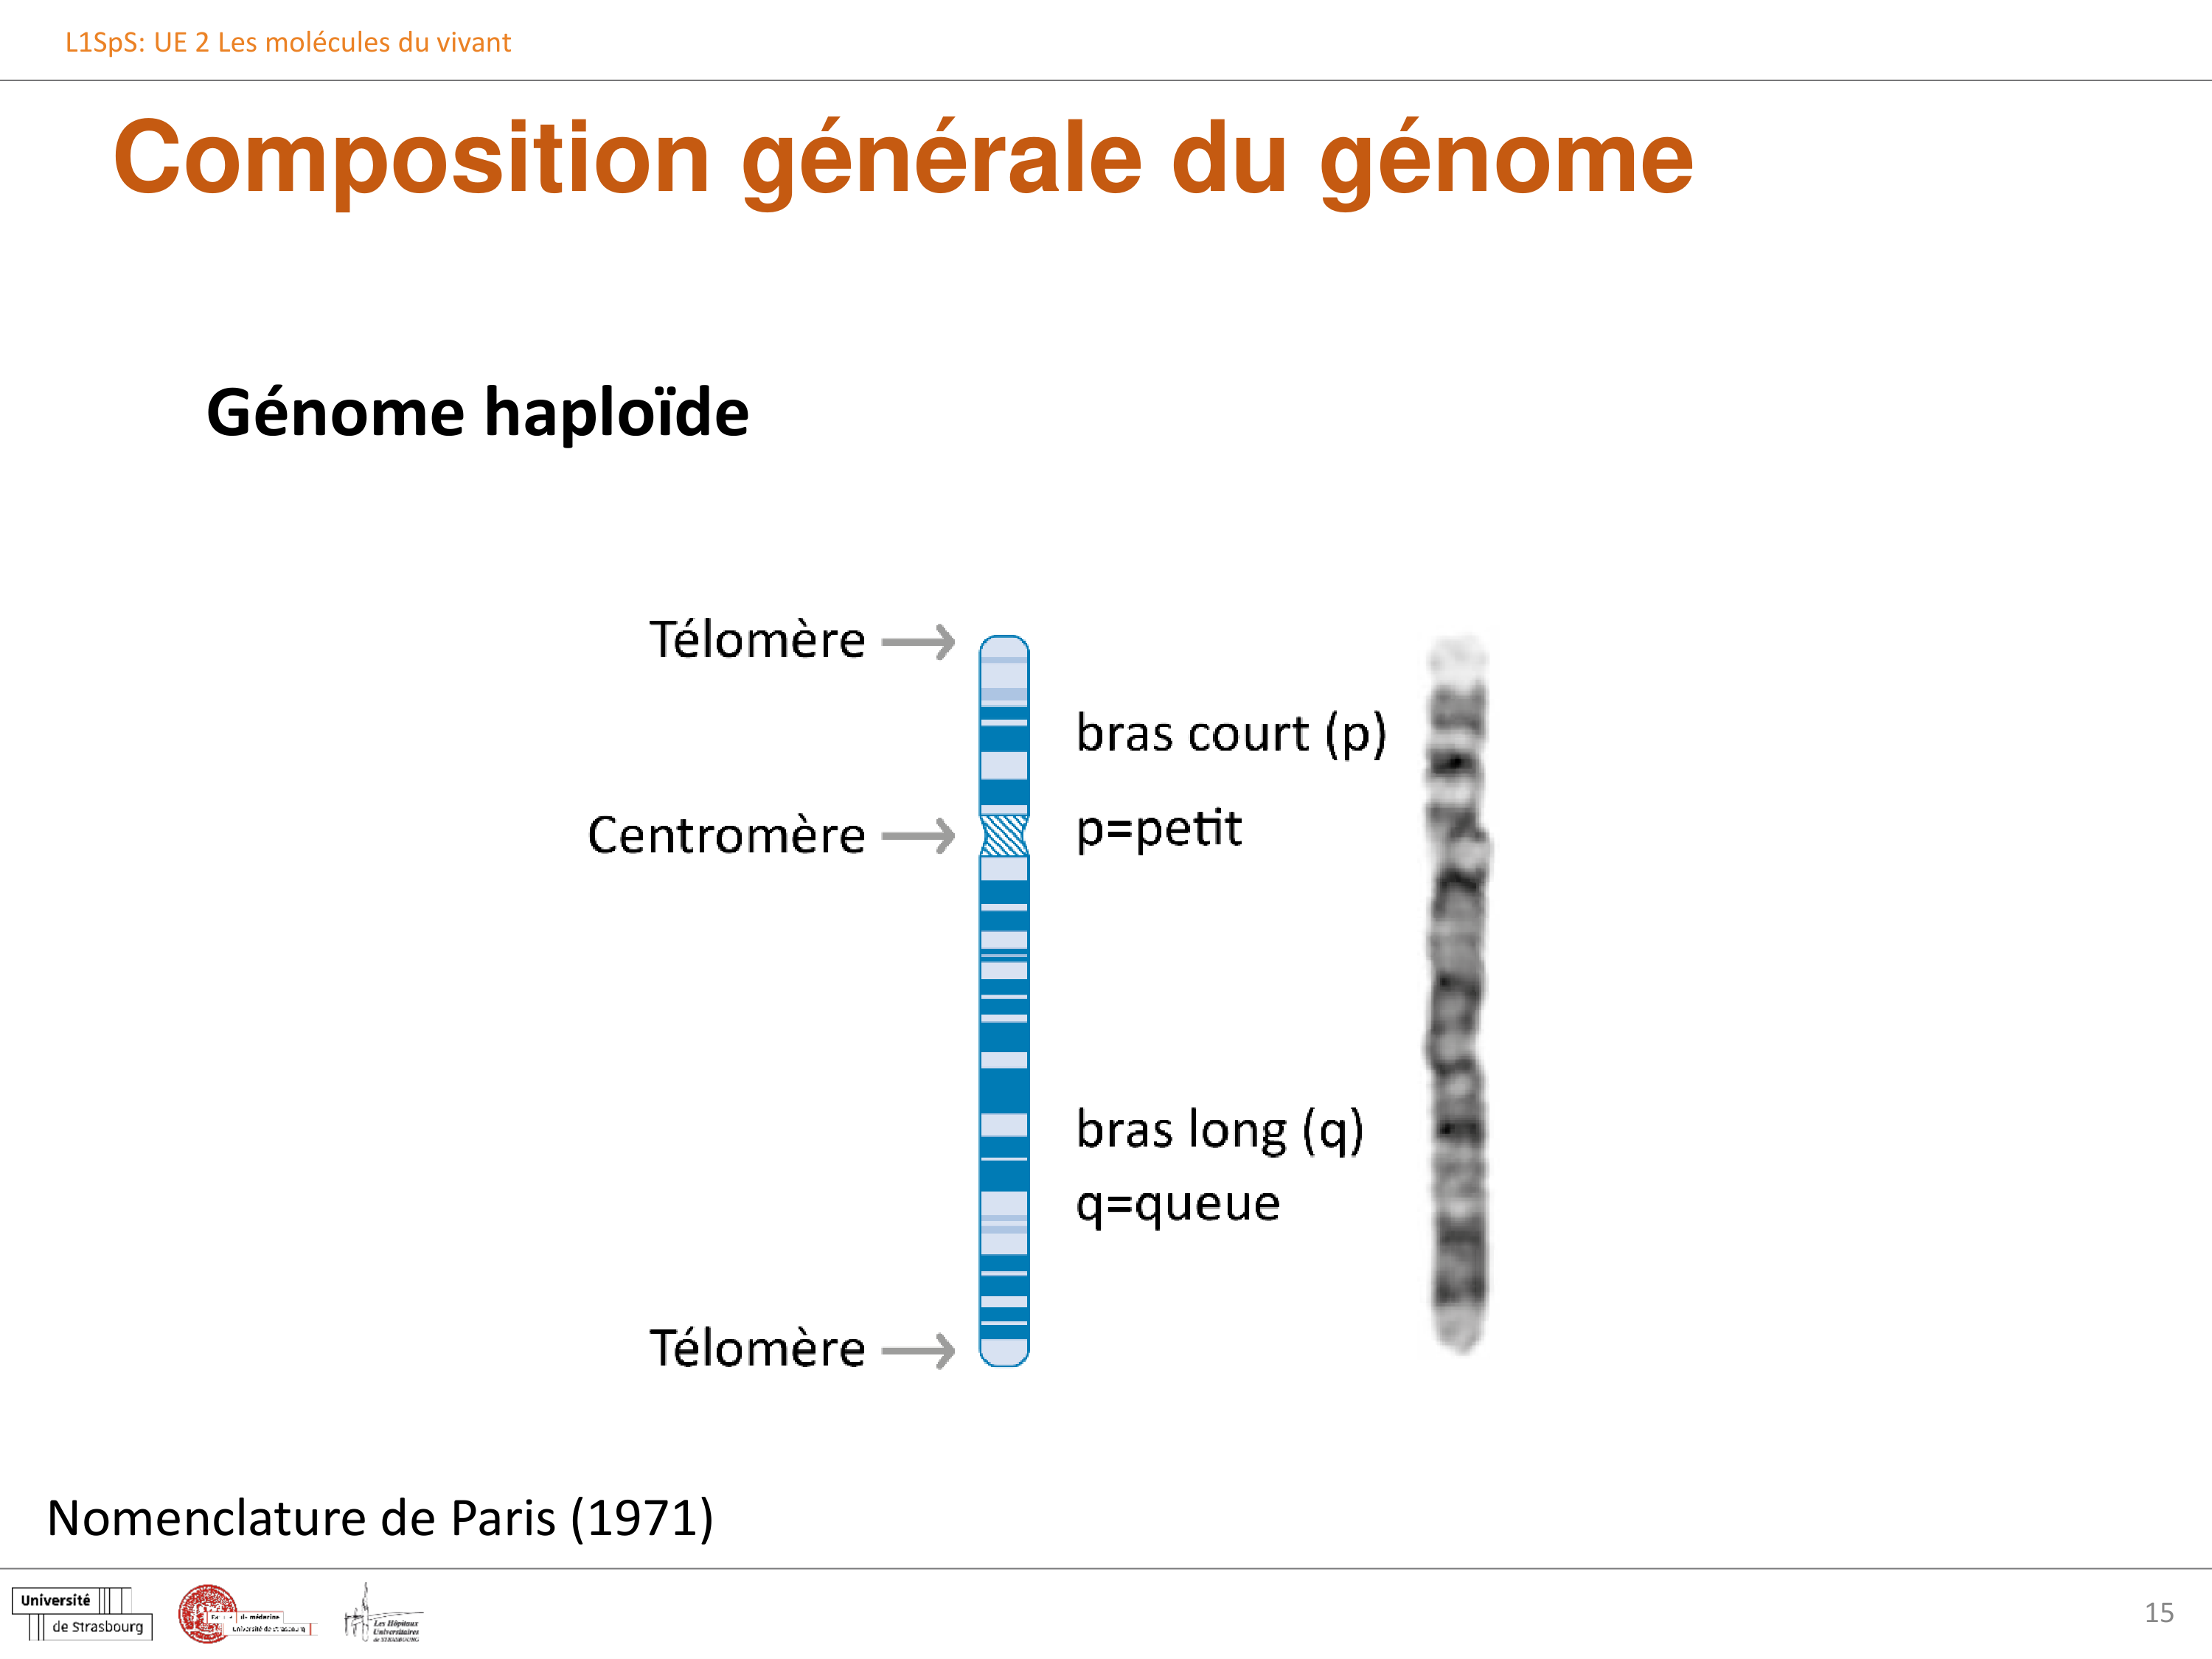 L1SpS: UE 2 Les molécules du vivant
Composition générale du génome
Génome haploïde
Télomère
bras court (p)
Centromère
p=petit
bras long (q)
q=queue
Télomère
Nomenclature de Paris (1971)
Université
de Strasbourg
de médecine
Université de Strasbourg
Les Hôpitaux
Universitaires
de STRASBOURG
15